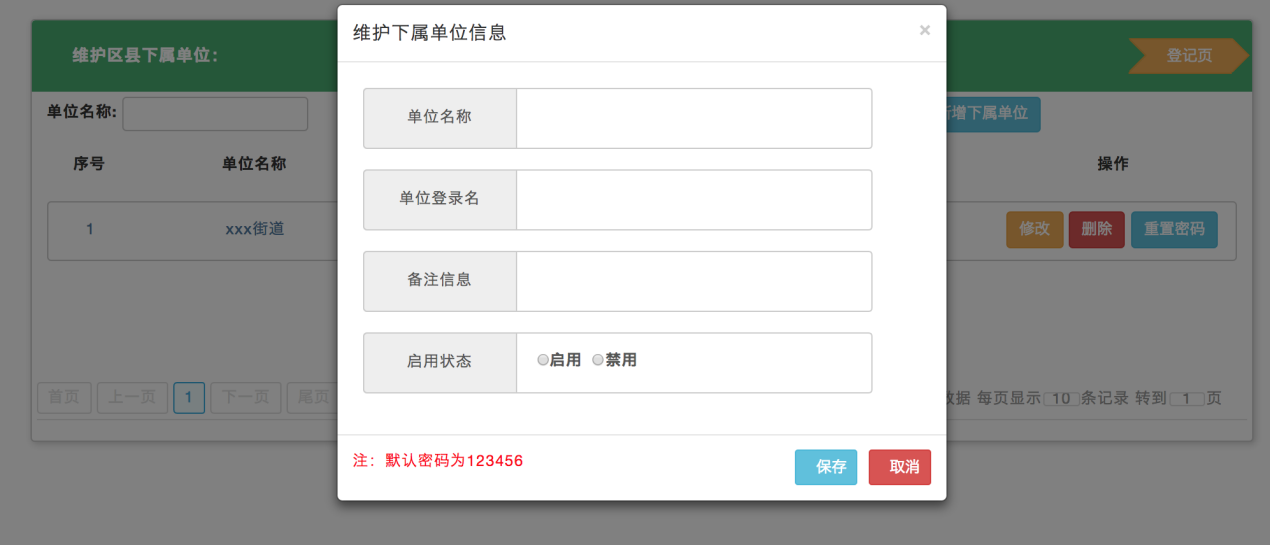 维护下属单位信息 ×
维护区县下属单位：
登记页
单位名称:
增下属单位
序号 单位名称 操作
1 xxx街道 修改 删除 重置密码
单位名称
单位登录名
备注信息
启用状态 启用 禁用
首页 上一页 1 下一页 尾页
数据 每页显示 10 条记录 转到 1 页
注：默认密码为123456
保存 取消